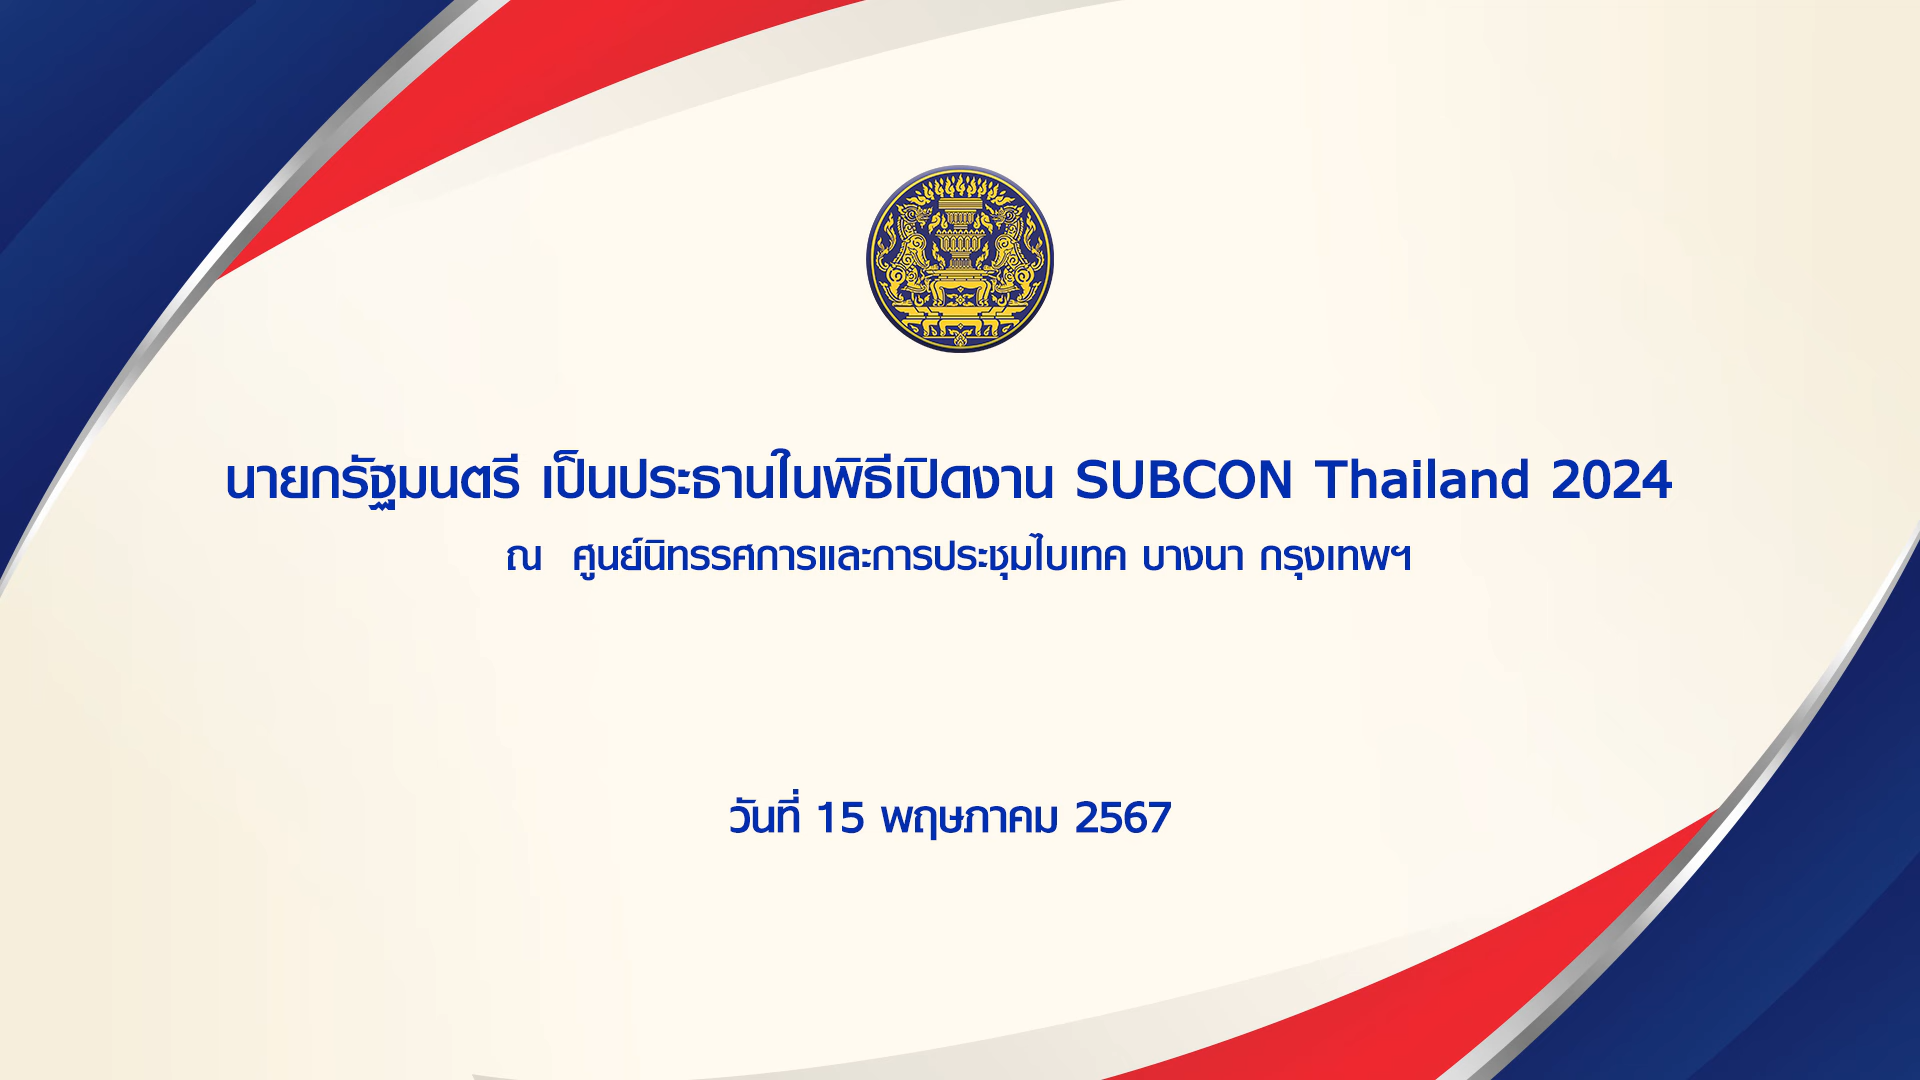 นายกรัฐมนตรี เป็นประธานในพิธีเปิดงาน SUBCON Thailand 2024
ณ ศูนย์นิทรรศการและการประชุมไบเทค บางนา กรุงเทพฯ
วันที่ 15 พฤษภาคม 2567